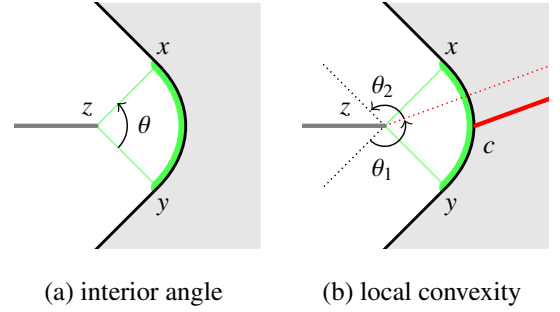 x
z
θ
y
x
θ₂
z
θ₁
c
y
(a) interior angle
(b) local convexity